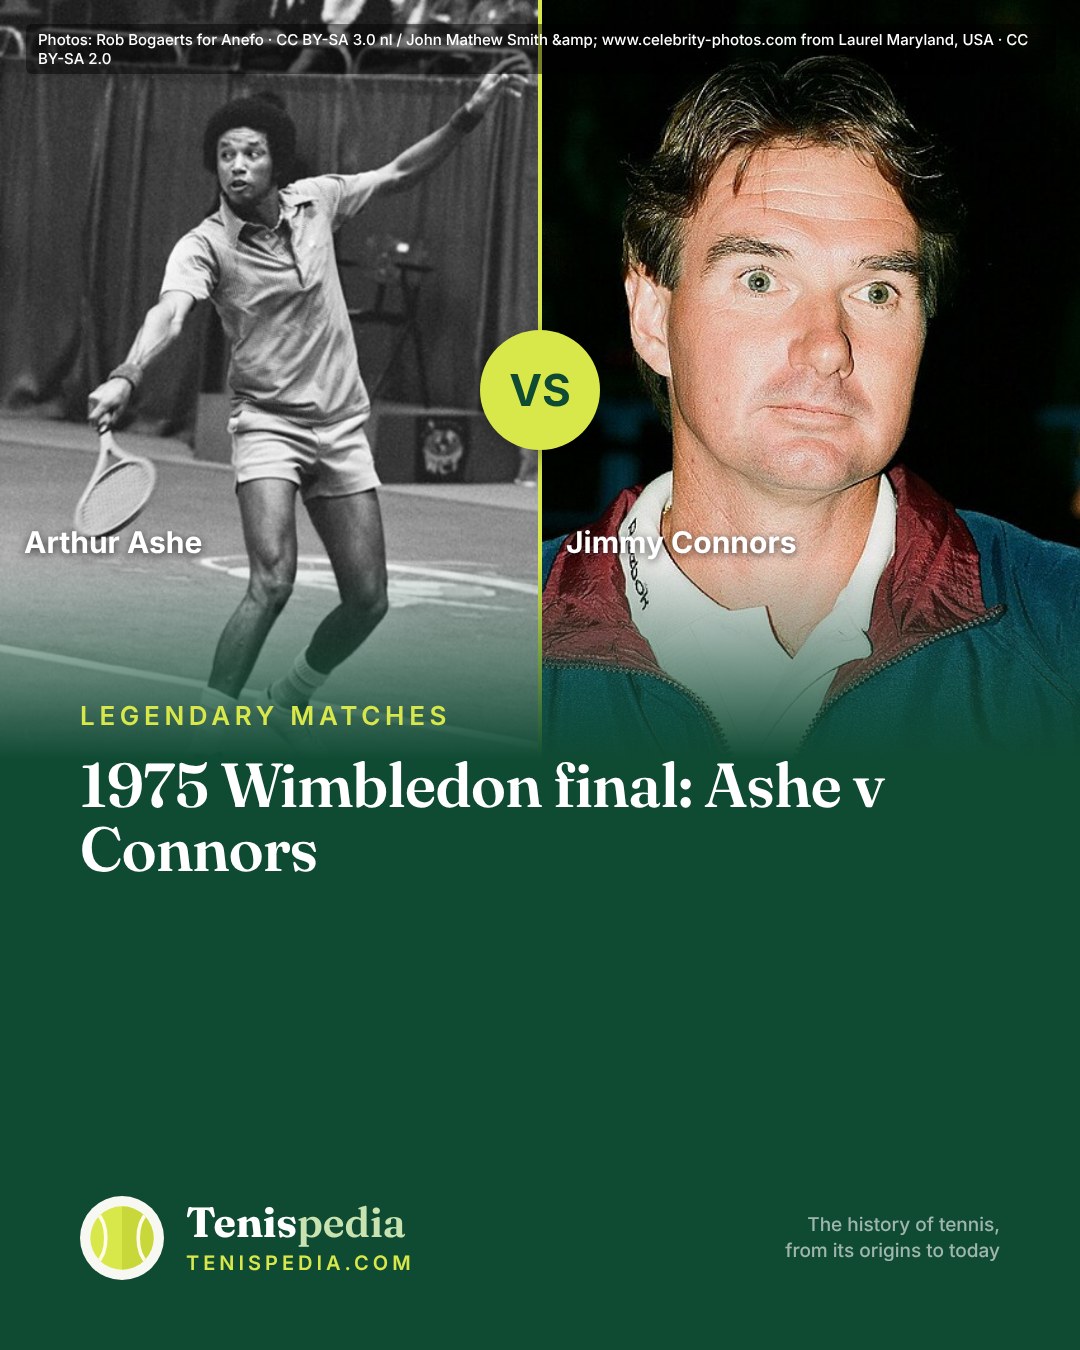 Photos: Rob Bogaerts for Anefo · CC BY-SA 3.0 nl / John Mathew Smith &amp; www.celebrity-photos.com from Laurel Maryland, USA · CC
BY-SA 2.0
VS
Arthur Ashe
Jimmy Connors
Reebok
LEGENDARY MATCHES
1975 Wimbledon final: Ashe v
Connors
Tenispedia
TENISPEDIA.COM
The history of tennis,
from its origins to today